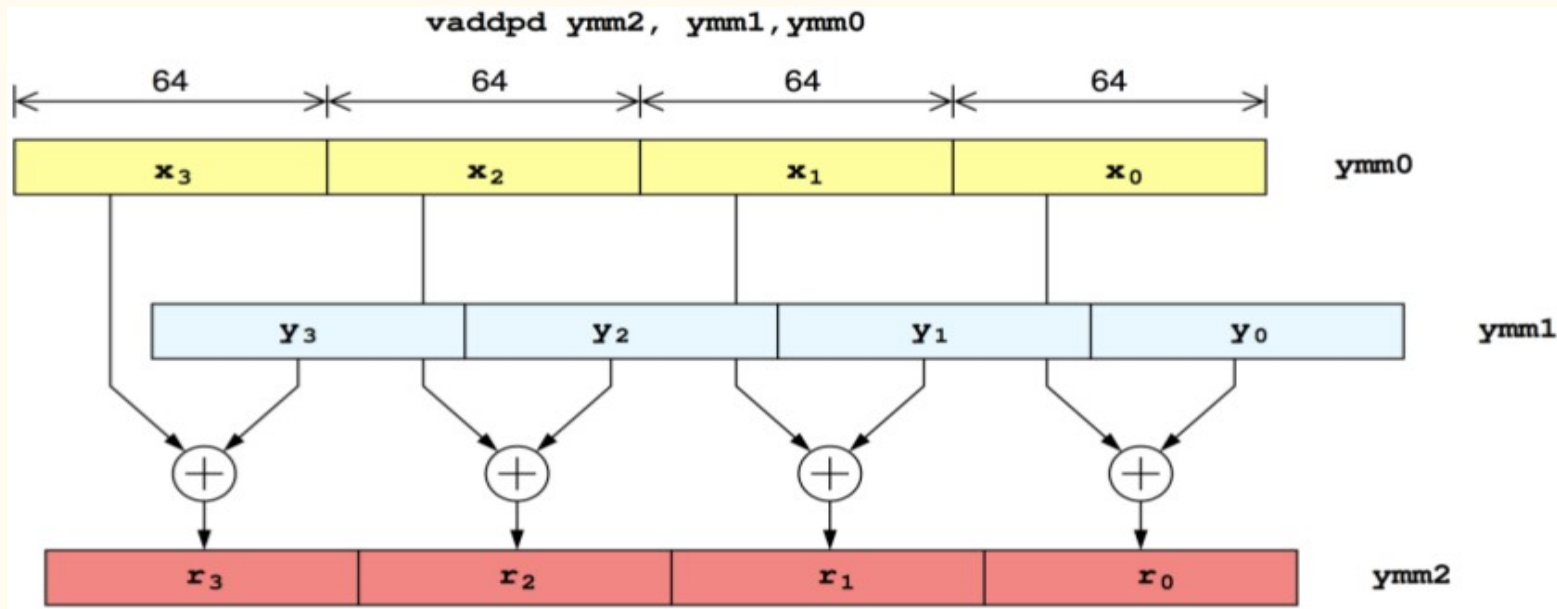 vaddpd ymm2, ymm1,ymm0
64 64 64 64
x₃ x₂ x₁ x₀ ymm0
y₃ y₂ y₁ y₀ ymm1
+ + + +
r₃ r₂ r₁ r₀ ymm2